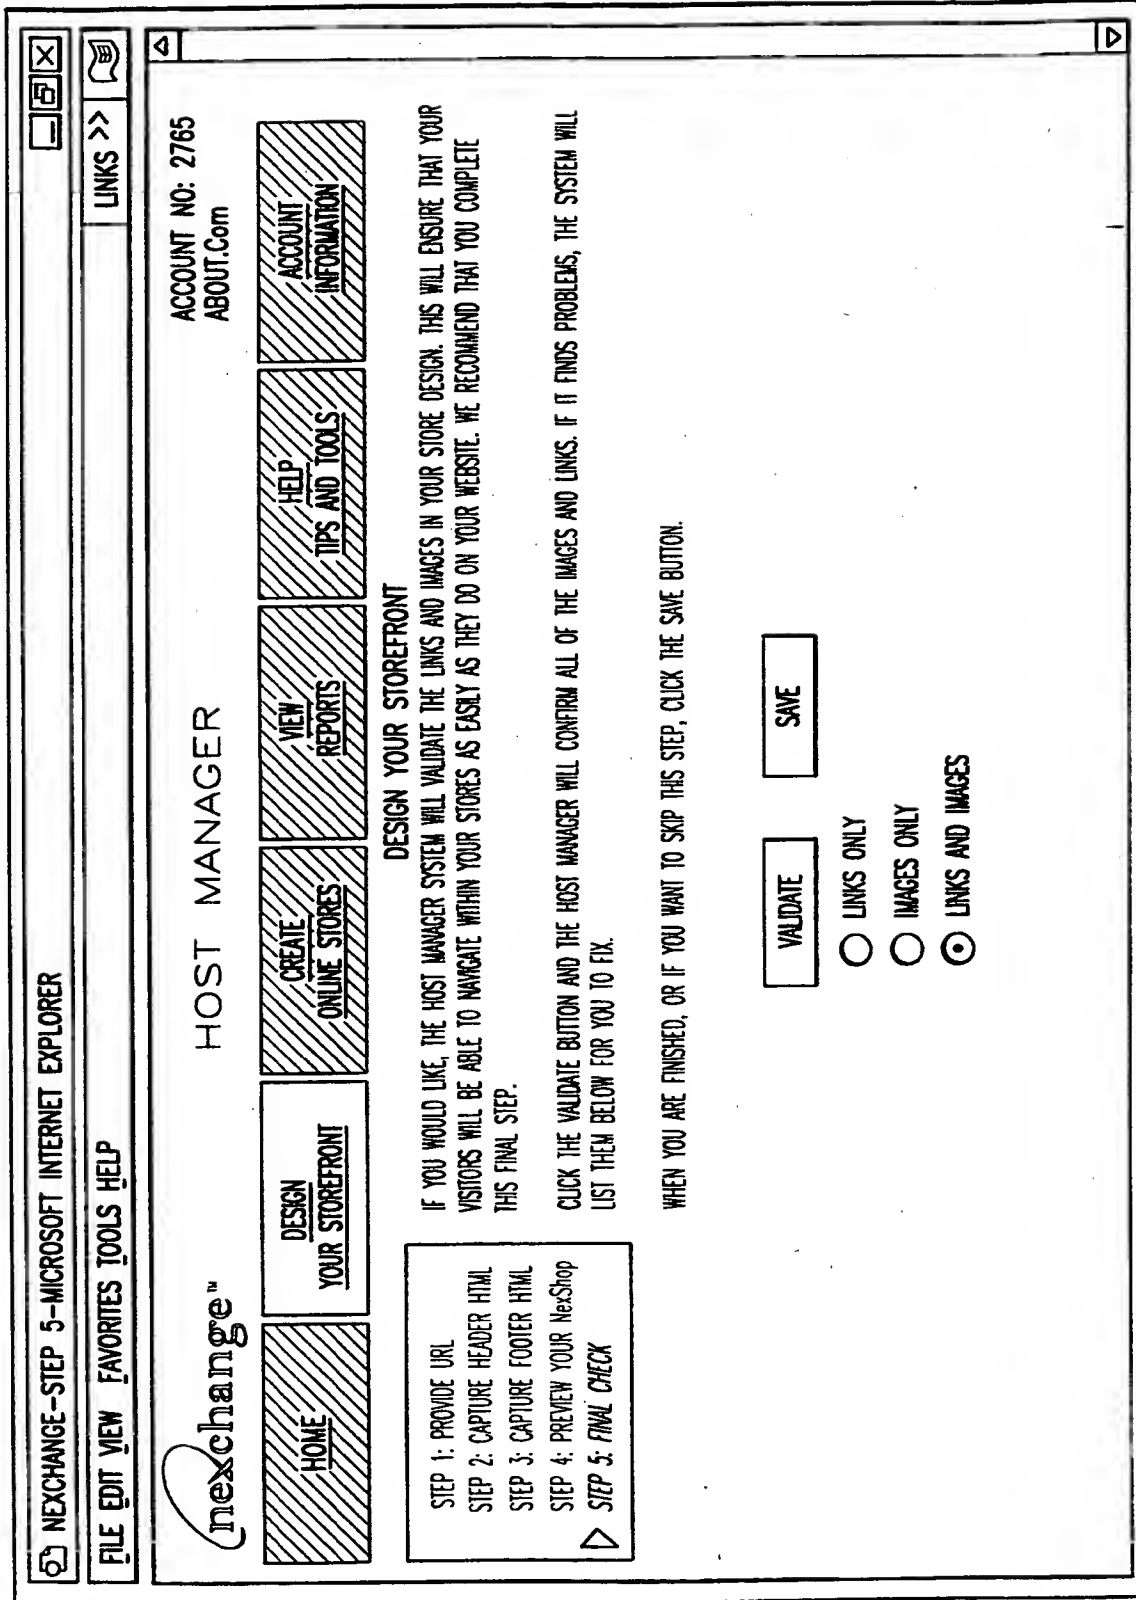 NEXCHANGE-STEP 5-MICROSOFT INTERNET EXPLORER
FILE EDIT VIEW FAVORITES TOOLS HELP
LINKS >>
nexchange™
HOST MANAGER
ACCOUNT NO: 2765
ABOUT.Com
HOME
DESIGN
YOUR STOREFRONT
CREATE
ONLINE STORES
VIEW
REPORTS
HELP
TIPS AND TOOLS
ACCOUNT
INFORMATION
STEP 1: PROVIDE URL
STEP 2: CAPTURE HEADER HTML
STEP 3: CAPTURE FOOTER HTML
STEP 4: PREVIEW YOUR NexShop
STEP 5: FINAL CHECK
DESIGN YOUR STOREFRONT
IF YOU WOULD LIKE, THE HOST MANAGER SYSTEM WILL VALIDATE THE LINKS AND IMAGES IN YOUR STORE DESIGN. THIS WILL ENSURE THAT YOUR
VISITORS WILL BE ABLE TO NAVIGATE WITHIN YOUR STORES AS EASILY AS THEY DO ON YOUR WEBSITE. WE RECOMMEND THAT YOU COMPLETE
THIS FINAL STEP.
CLICK THE VALIDATE BUTTON AND THE HOST MANAGER WILL CONFIRM ALL OF THE IMAGES AND LINKS. IF IT FINDS PROBLEMS, THE SYSTEM WILL
LIST THEM BELOW FOR YOU TO FIX.
WHEN YOU ARE FINISHED, OR IF YOU WANT TO SKIP THIS STEP, CLICK THE SAVE BUTTON.
VALIDATE
SAVE
LINKS ONLY
IMAGES ONLY
LINKS AND IMAGES